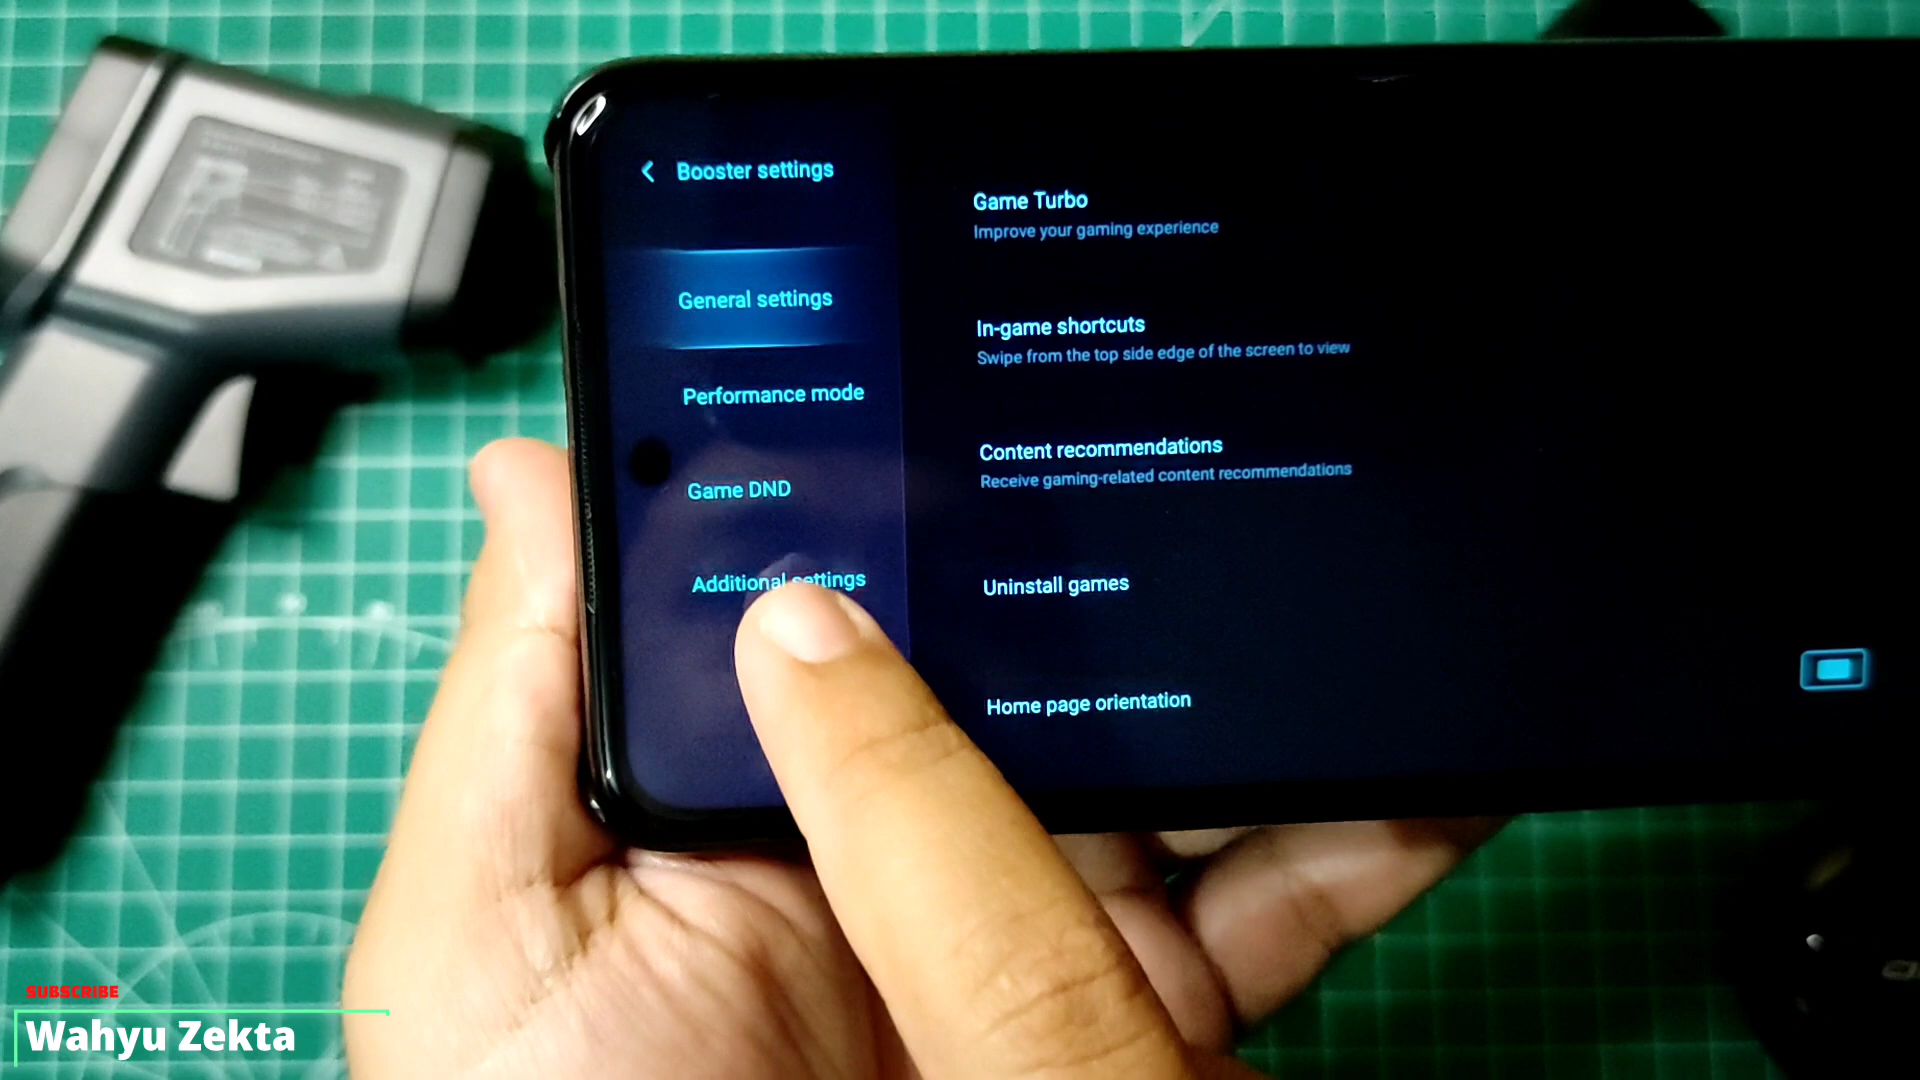 Booster settings
General settings
Performance mode
Game DND
Additional settings
Game Turbo
Improve your gaming experience
In-game shortcuts
Swipe from the top side edge of the screen to view
Content recommendations
Receive gaming-related content recommendations
Uninstall games
Home page orientation
SUBSCRIBE
Wahyu Zekta